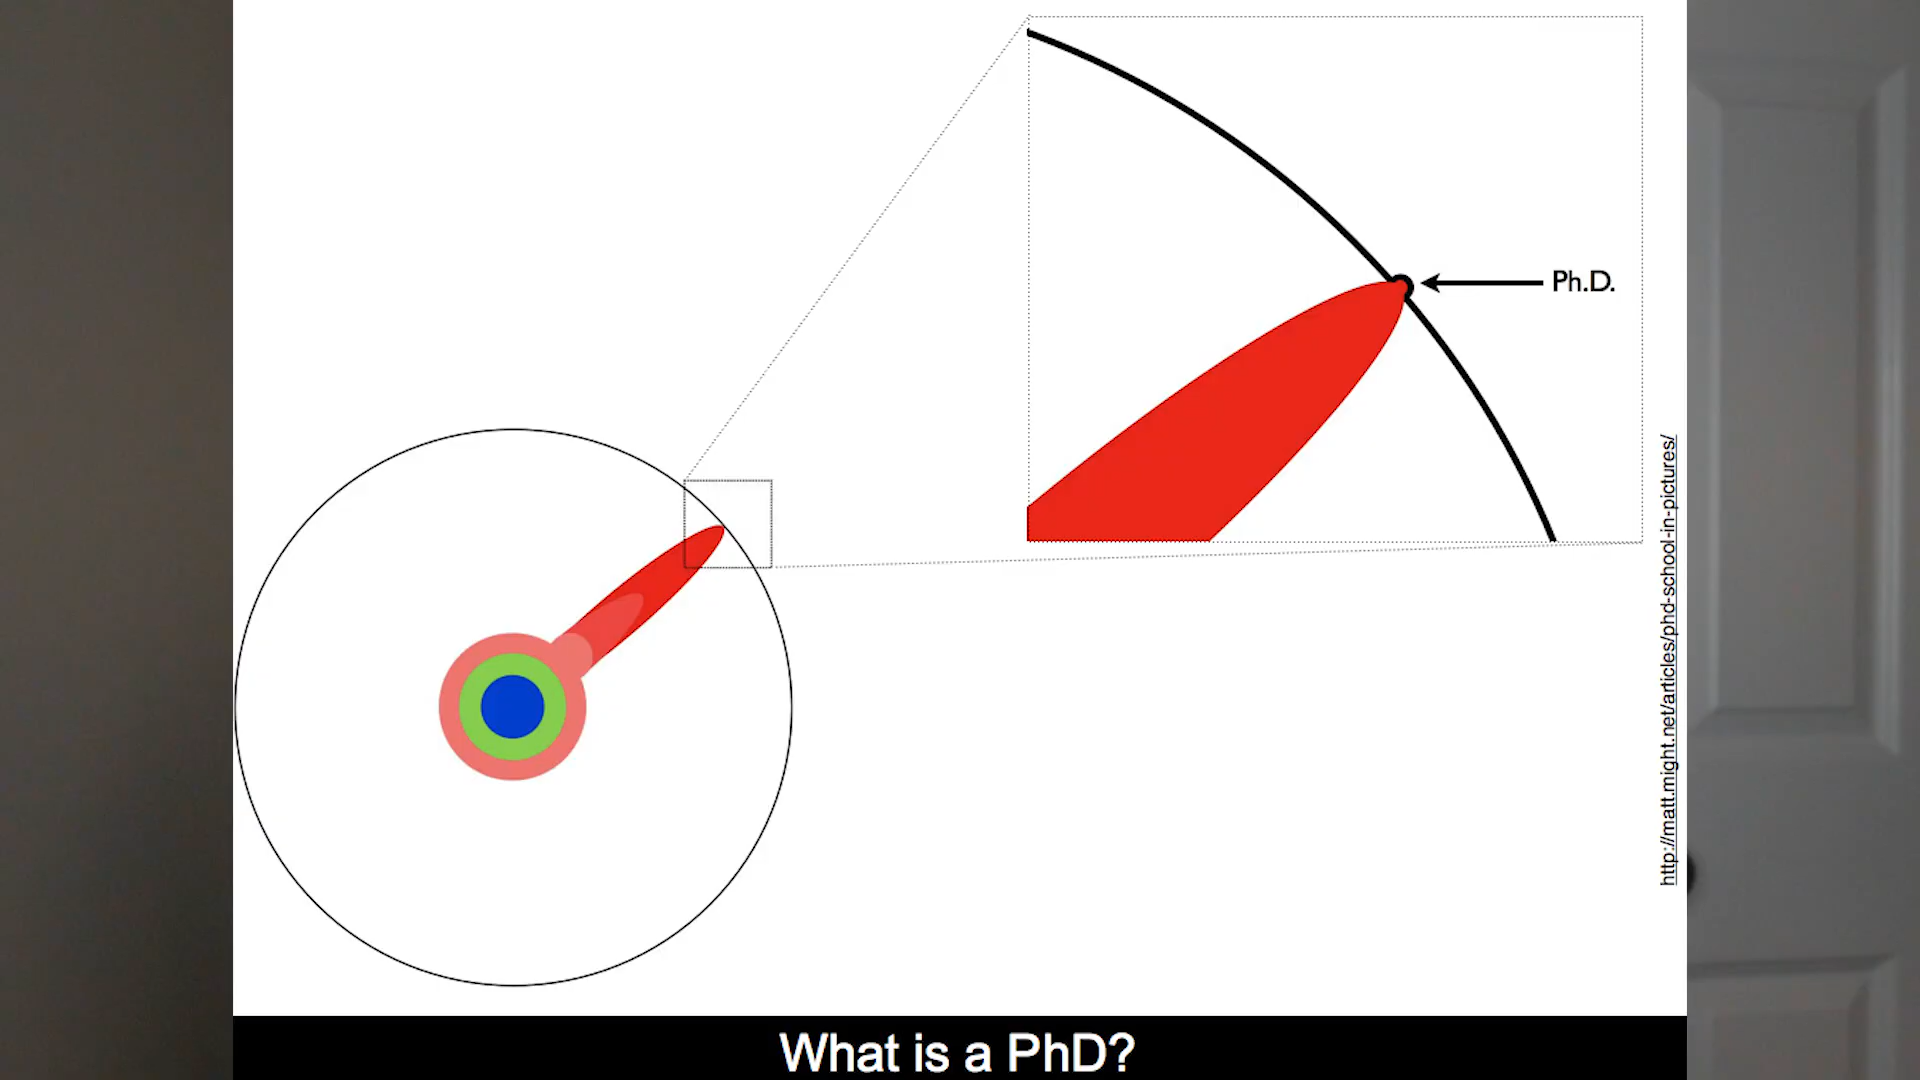 Ph.D.
http://matt.might.net/articles/phd-school-in-pictures/
What is a PhD?